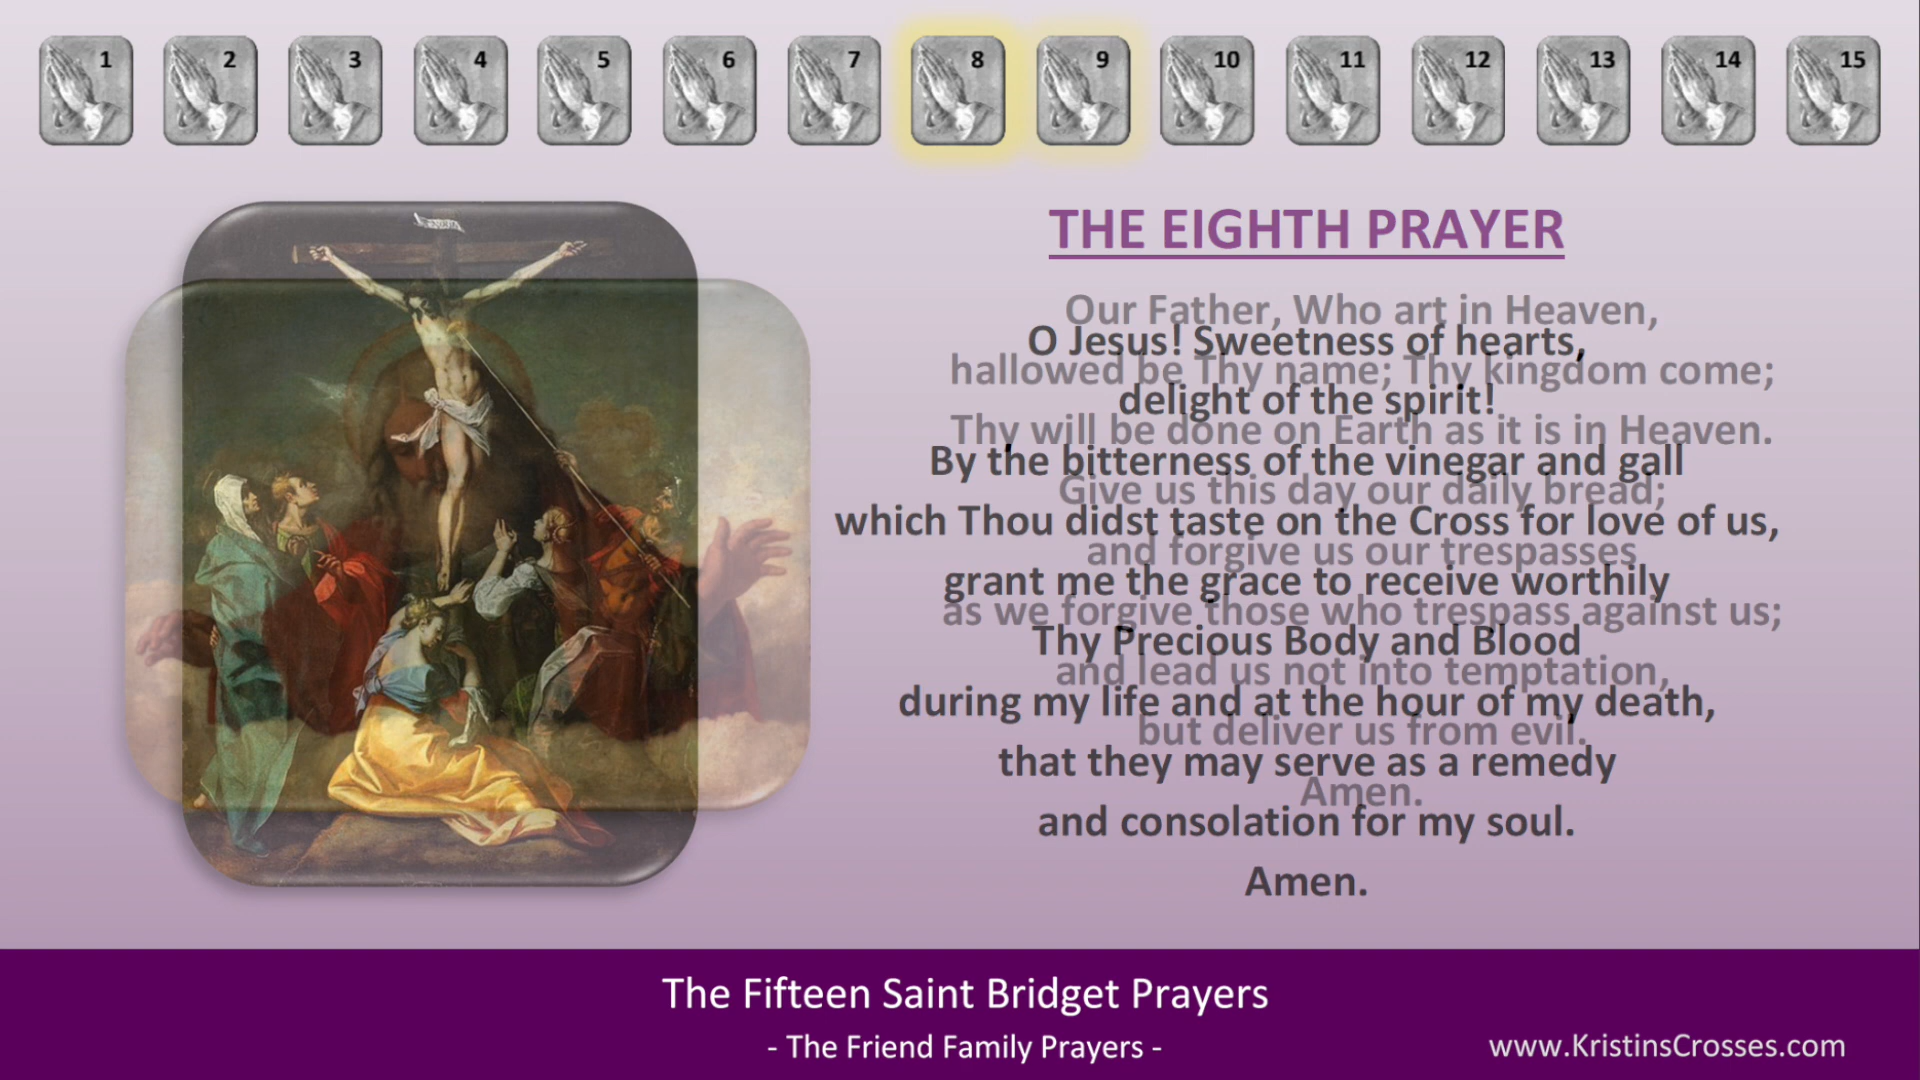 1 2 3 4 5 6 7 8 9 10 11 12 13 14 15
THE EIGHTH PRAYER
O Jesus! Sweetness of hearts,
delight of the spirit!
By the bitterness of the vinegar and gall
which Thou didst taste on the Cross for love of us,
grant me the grace to receive worthily
Thy Precious Body and Blood
during my life and at the hour of my death,
that they may serve as a remedy
and consolation for my soul.
Amen.
Our Father, Who art in Heaven,
hallowed be Thy name; Thy kingdom come;
Thy will be done on Earth as it is in Heaven.
Give us this day our daily bread;
and forgive us our trespasses
as we forgive those who trespass against us;
and lead us not into temptation,
but deliver us from evil.
Amen.
The Fifteen Saint Bridget Prayers
- The Friend Family Prayers -
www.KristinsCrosses.com